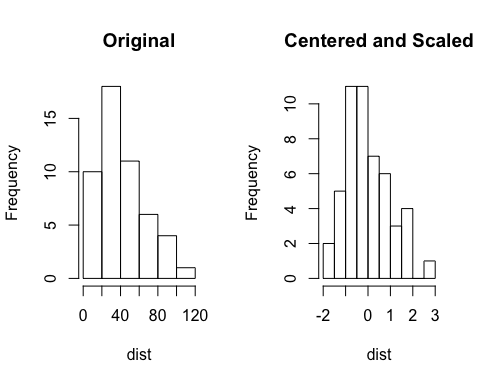 Original
Frequency
0 5 10 15
0 40 80 120
dist
Centered and Scaled
Frequency
0 2 4 6 8 10
-2 0 1 2 3
dist